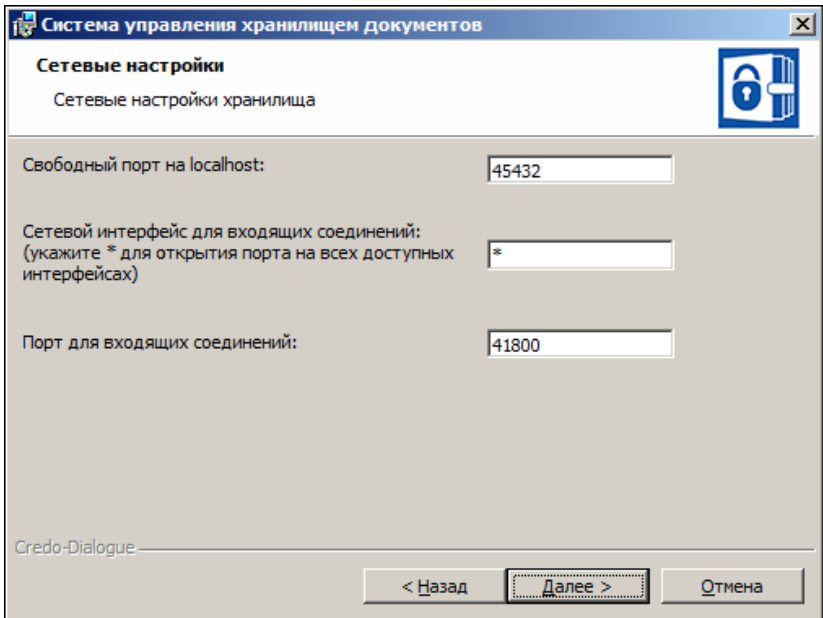 Система управления хранилищем документов
Сетевые настройки
Сетевые настройки хранилища
Свободный порт на localhost:
45432
Сетевой интерфейс для входящих соединений:
(укажите * для открытия порта на всех доступных
интерфейсах)
*
Порт для входящих соединений:
41800
Credo-Dialogue
< Назад
Далее >
Отмена